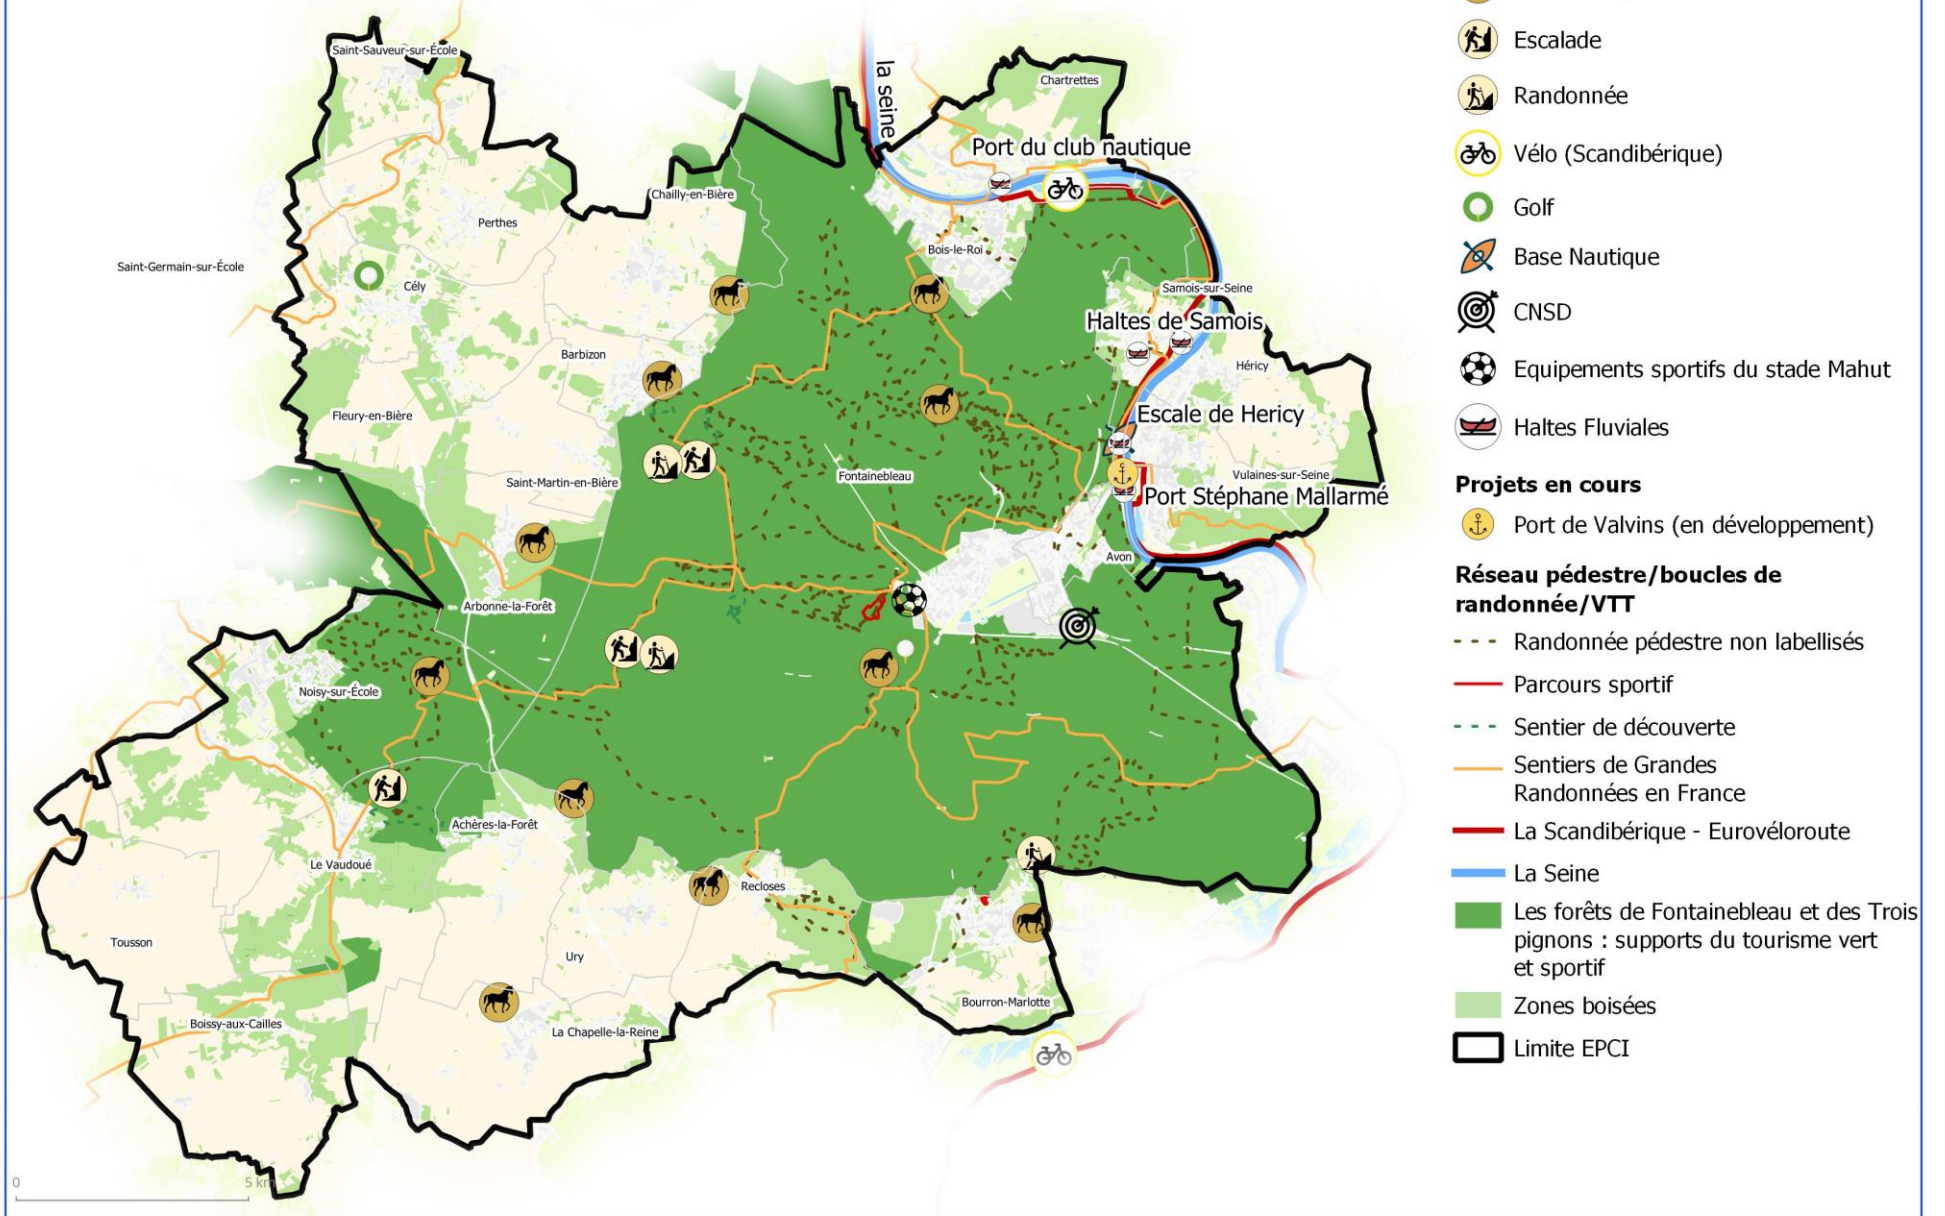 Saint-Sauveur-sur-École
la seine
Chartrettes
Port du club nautique
Chailly-en-Bière
Perthes
Bois-le-Roi
Saint-Germain-sur-École
Cély
Samois-sur-Seine
Haltes de Samois
Barbizon
Héricy
Fleury-en-Bière
Escale de Hericy
Saint-Martin-en-Bière
Fontainebleau
Vulaines-sur-Seine
Port Stéphane Mallarmé
Avon
Arbonne-la-Forêt
Noisy-sur-École
Achères-la-Forêt
Le Vaudoué
Recloses
Tousson
Ury
Bourron-Marlotte
Boissy-aux-Cailles
La Chapelle-la-Reine
0 5 km
Escalade
Randonnée
Vélo (Scandibérique)
Golf
Base Nautique
CNSD
Equipements sportifs du stade Mahut
Haltes Fluviales
Projets en cours
Port de Valvins (en développement)
Réseau pédestre/boucles de
randonnée/VTT
Randonnée pédestre non labellisés
Parcours sportif
Sentier de découverte
Sentiers de Grandes
Randonnées en France
La Scandibérique - Eurovéloroute
La Seine
Les forêts de Fontainebleau et des Trois
pignons : supports du tourisme vert
et sportif
Zones boisées
Limite EPCI